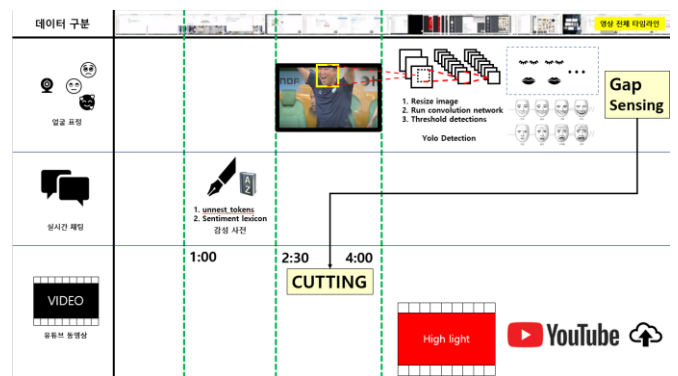 데이터 구분
영상 전체 타임라인
얼굴 표정
1. Resize image
2. Run convolution network
3. Threshold detections
Yolo Detection
Gap
Sensing
실시간 채팅
A
Z
1. unnest_tokens
2. Sentiment lexicon
감성 사전
1:00
2:30
4:00
CUTTING
VIDEO
유튜브 동영상
High light
YouTube